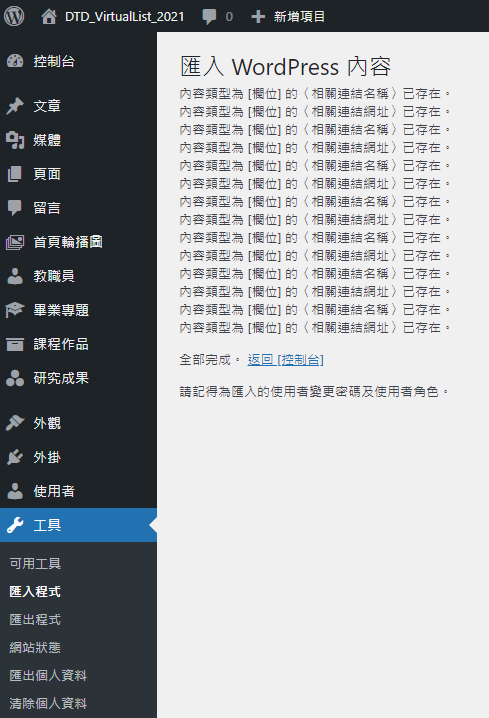 DTD_VirtualList_2021 0 新增項目
控制台
文章
媒體
頁面
留言
首頁輪播圖
教職員
畢業專題
課程作品
研究成果
外觀
外掛
使用者
工具
可用工具
匯入程式
匯出程式
網站狀態
匯出個人資料
清除個人資料
匯入 WordPress 內容
內容類型為 [欄位] 的〈相關連結名稱〉已存在。
內容類型為 [欄位] 的〈相關連結網址〉已存在。
內容類型為 [欄位] 的〈相關連結名稱〉已存在。
內容類型為 [欄位] 的〈相關連結網址〉已存在。
內容類型為 [欄位] 的〈相關連結名稱〉已存在。
內容類型為 [欄位] 的〈相關連結網址〉已存在。
內容類型為 [欄位] 的〈相關連結名稱〉已存在。
內容類型為 [欄位] 的〈相關連結網址〉已存在。
內容類型為 [欄位] 的〈相關連結名稱〉已存在。
內容類型為 [欄位] 的〈相關連結網址〉已存在。
內容類型為 [欄位] 的〈相關連結名稱〉已存在。
內容類型為 [欄位] 的〈相關連結網址〉已存在。
內容類型為 [欄位] 的〈相關連結名稱〉已存在。
內容類型為 [欄位] 的〈相關連結網址〉已存在。
全部完成。 返回 [控制台]
請記得為匯入的使用者變更密碼及使用者角色。